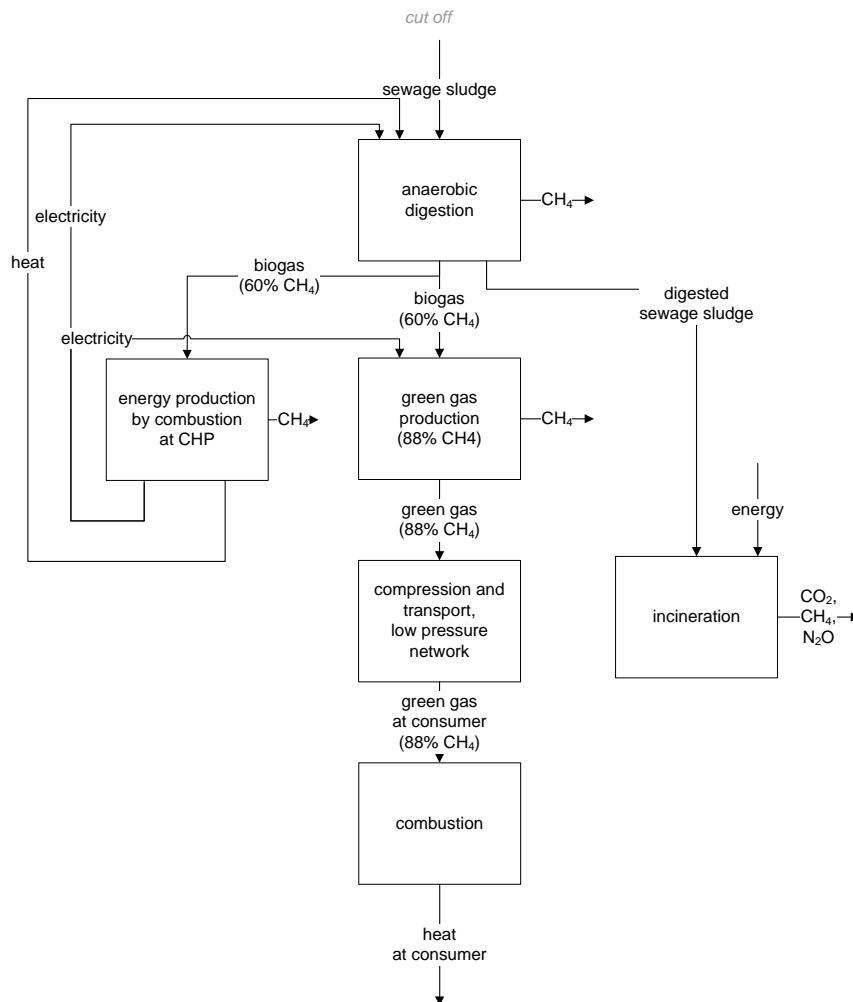 cut off
sewage sludge
anaerobic
digestion
CH₄
electricity
heat
biogas
(60% CH₄)
biogas
(60% CH₄)
digested
sewage sludge
electricity
energy production
by combustion
at CHP
CH₄
green gas
production
(88% CH4)
CH₄
green gas
(88% CH₄)
energy
compression and
transport,
low pressure
network
incineration
CO₂,
CH₄,
N₂O
green gas
at consumer
(88% CH₄)
combustion
heat
at consumer